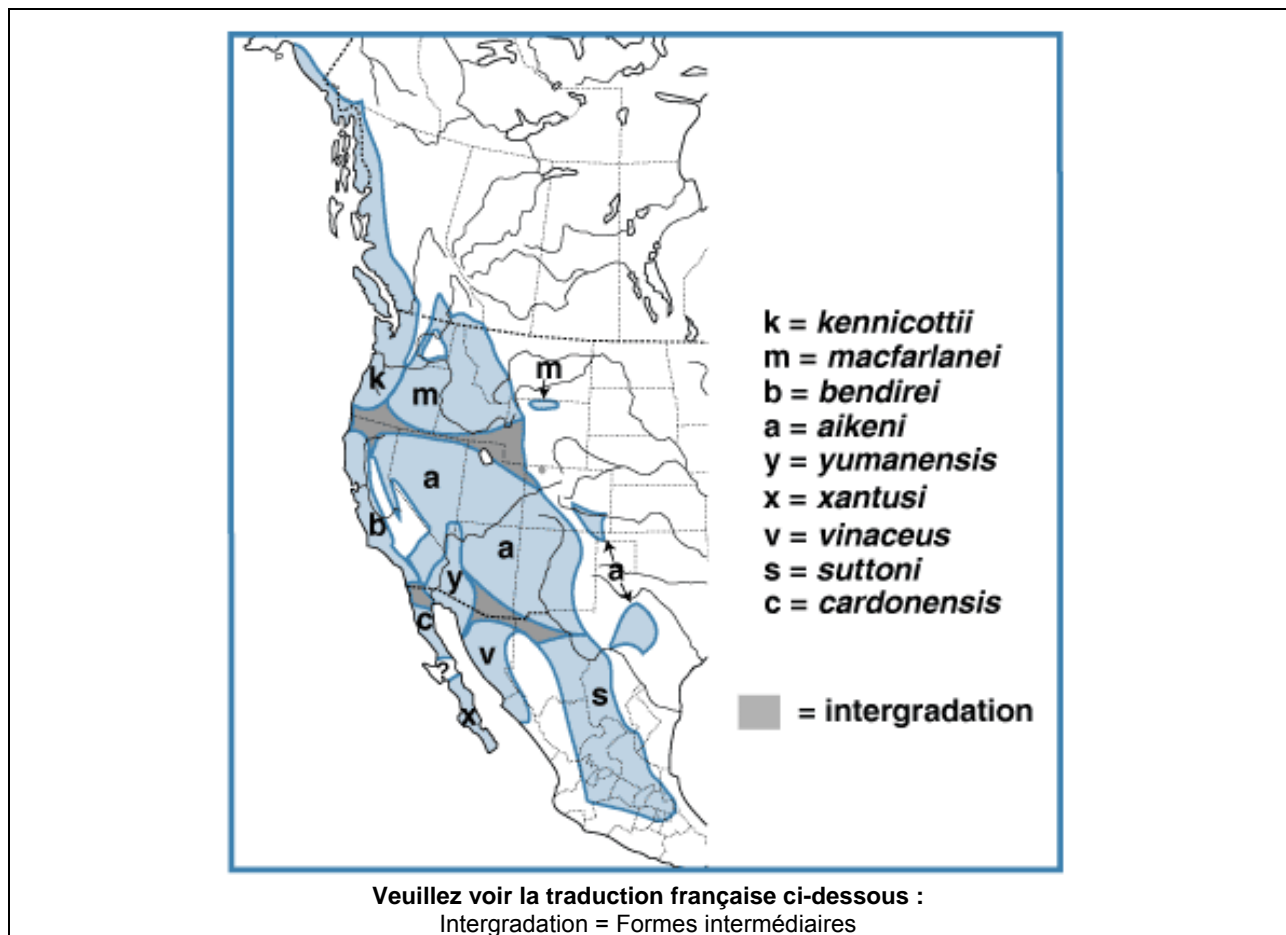 k
m
m
a
b
a
a
y
c
v
?
s
x
k = kennicottii
m = macfarlanei
b = bendirei
a = aikeni
y = yumanensis
x = xantusi
v = vinaceus
s = suttoni
c = cardonensis
= intergradation
Veuillez voir la traduction française ci-dessous :
Intergradation = Formes intermédiaires